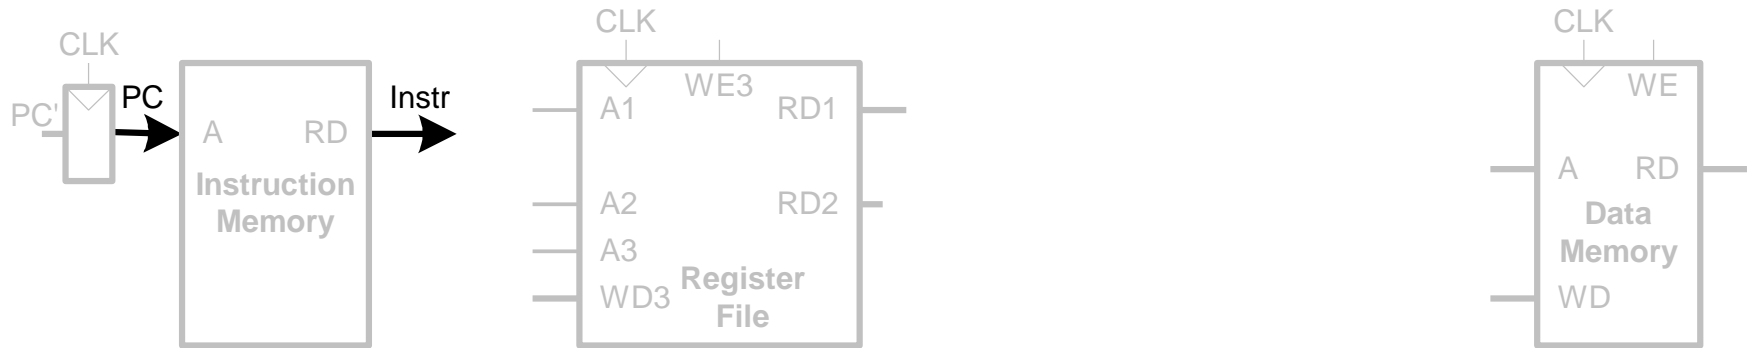 CLK
PC'
PC
A
RD
Instruction
Memory
Instr
CLK
WE3
A1
RD1
A2
RD2
A3
WD3
Register
File
CLK
WE
A
RD
Data
Memory
WD